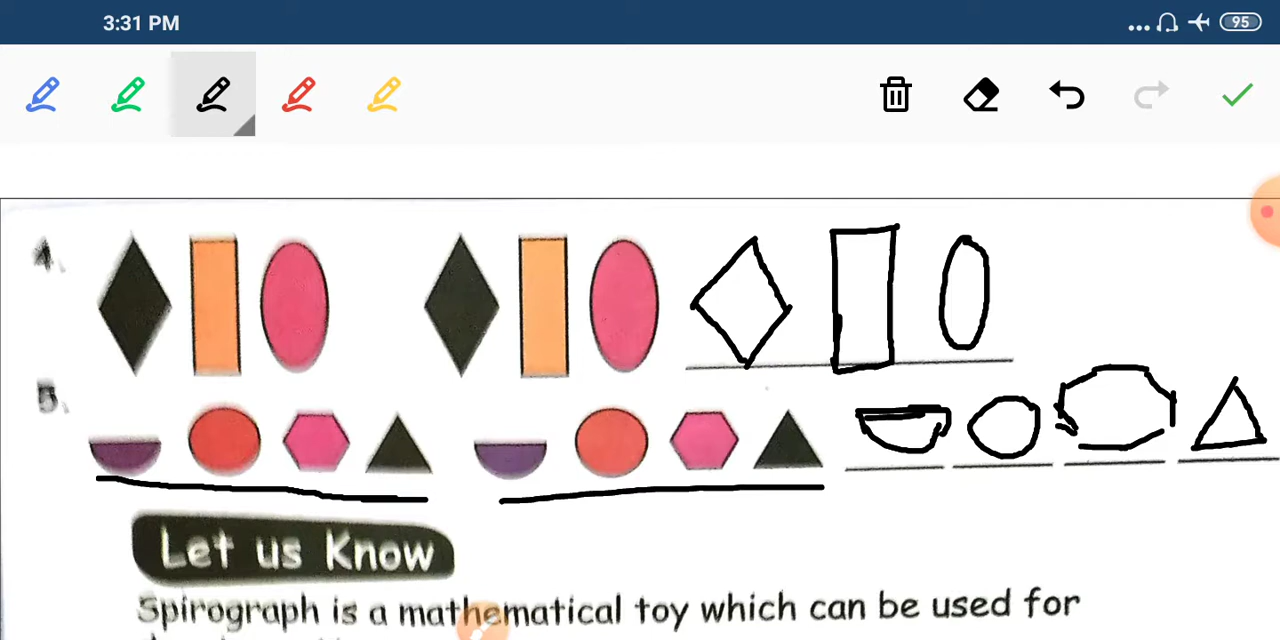 3:31 PM
95
4.
5.
Let us Know
Spirograph is a mathematical toy which can be used for